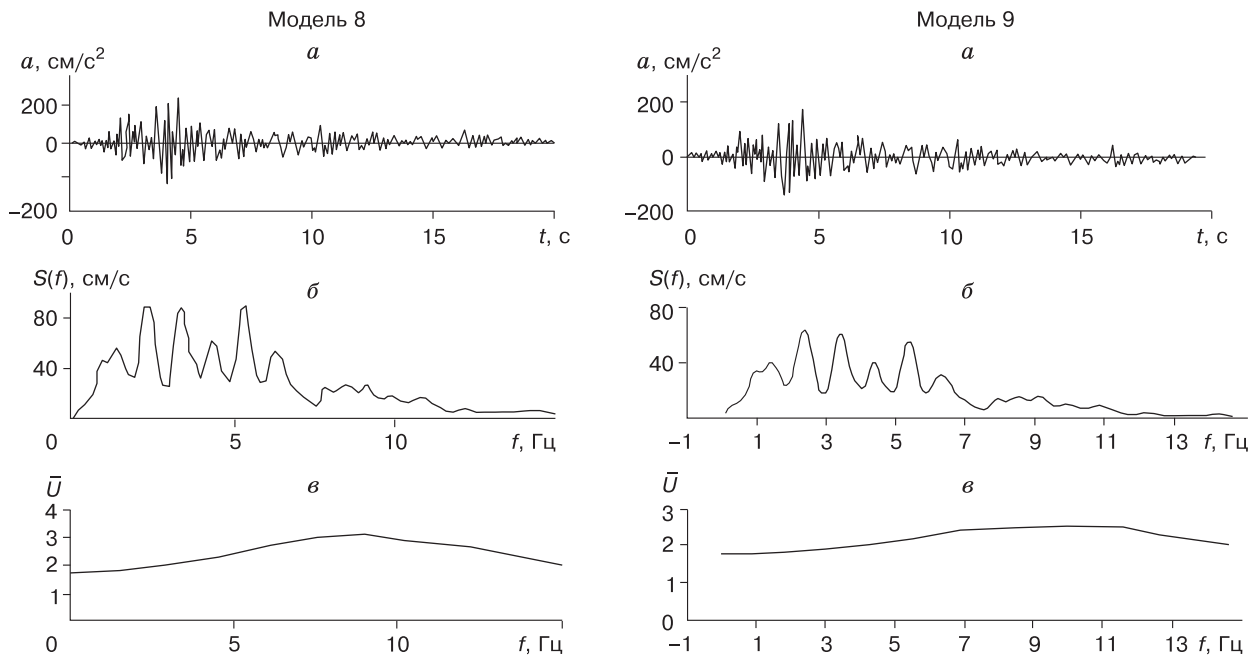 Модель 8
а
a, см/с²
200
0
−200
0 5 10 15 t, с
S(f), см/с
б
80
40
0 5 10 f, Гц
Ū
в
4
3
2
1
0 5 10 f, Гц
Модель 9
а
a, см/с²
200
0
−200
0 5 10 15 t, с
S(f), см/с
б
80
40
−1 1 3 5 7 9 11 13 f, Гц
Ū
в
3
2
1
0
−1 1 3 5 7 9 11 13 f, Гц